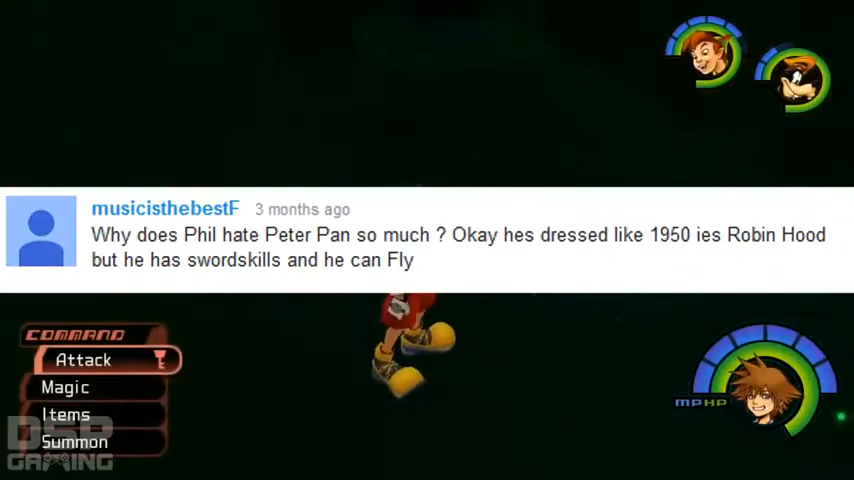 musicisthebestF 3 months ago
Why does Phil hate Peter Pan so much ? Okay hes dressed like 1950 ies Robin Hood
but he has swordskills and he can Fly
COMMAND
Attack
Magic
Items
Summon
MP HP
DSP
GAMING